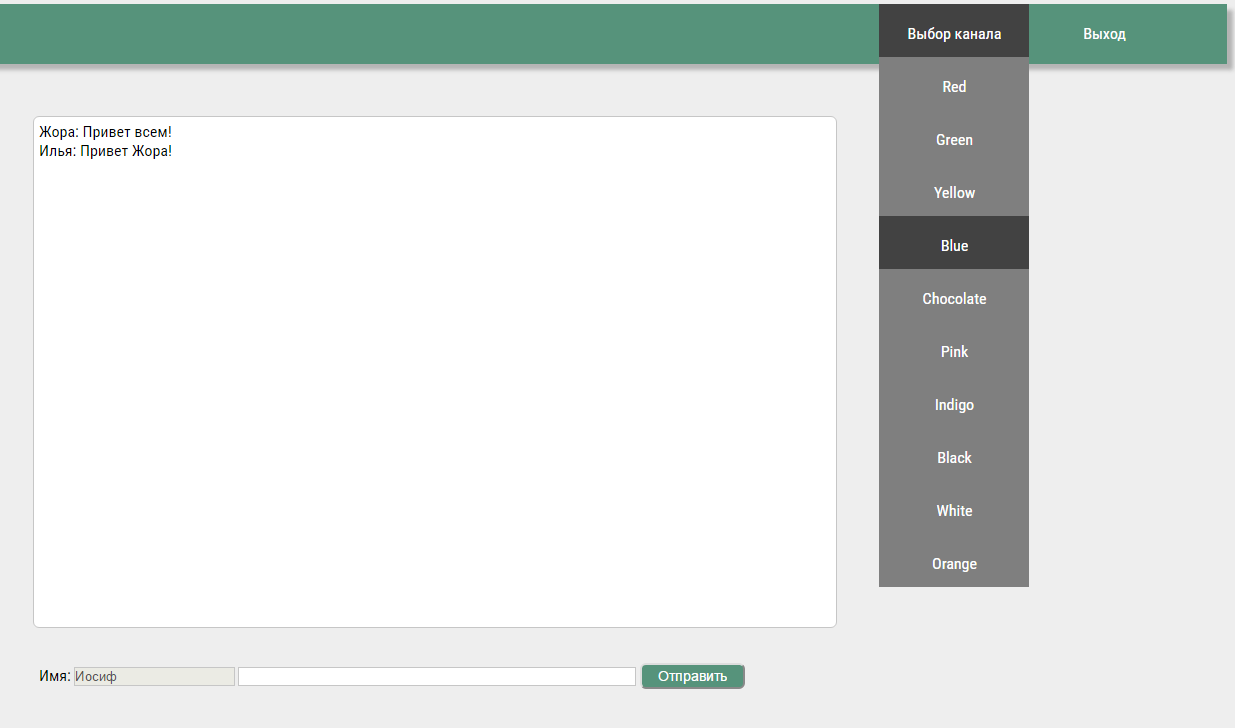 Выбор канала
Выход
Red
Green
Yellow
Blue
Chocolate
Pink
Indigo
Black
White
Orange
Жора: Привет всем!
Илья: Привет Жора!
Имя: Иосиф
Отправить